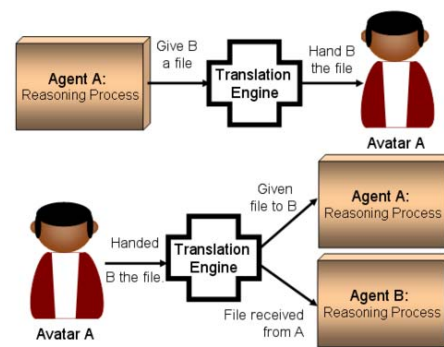 Give B
a file
Hand B
the file
Agent A:
Reasoning Process
Translation
Engine
Avatar A
Given
file to B
Agent A:
Reasoning Process
Handed
B the file.
Translation
Engine
Agent B:
Reasoning Process
File received
from A
Avatar A